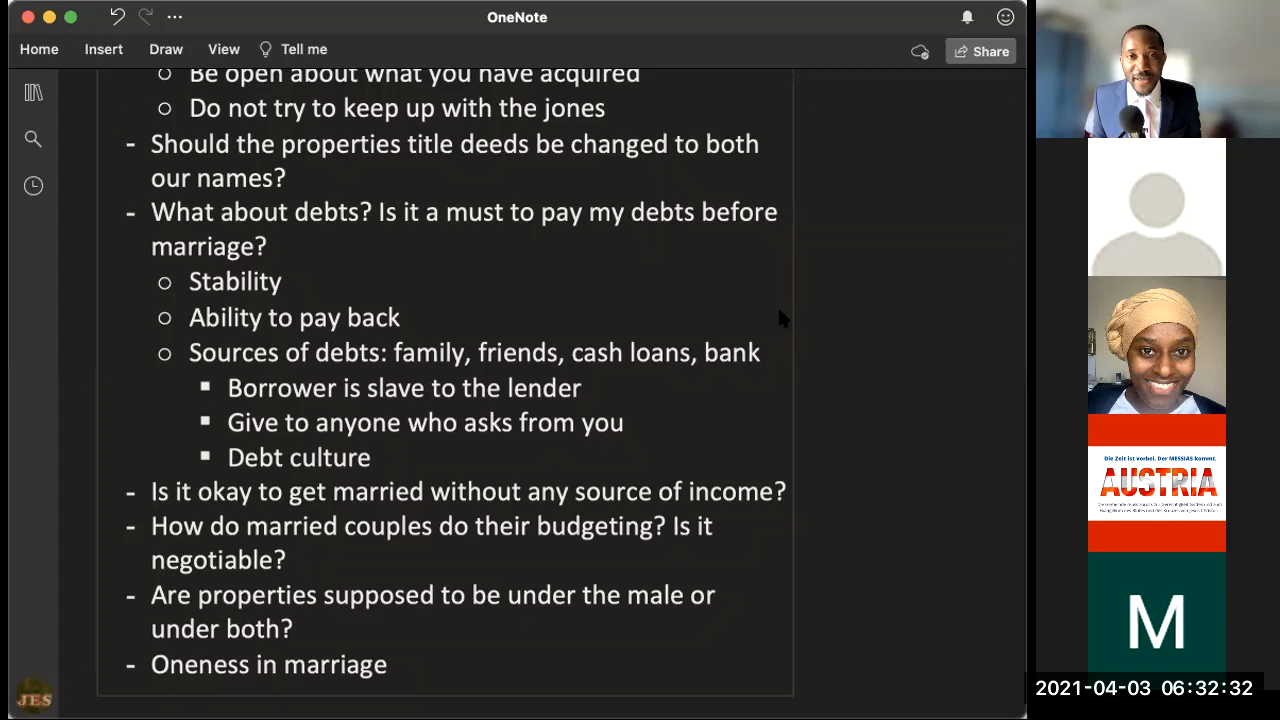 OneNote
Home Insert Draw View Tell me Share
○ Be open about what you have acquired
○ Do not try to keep up with the jones
- Should the properties title deeds be changed to both
our names?
- What about debts? Is it a must to pay my debts before
marriage?
○ Stability
○ Ability to pay back
○ Sources of debts: family, friends, cash loans, bank
▪ Borrower is slave to the lender
▪ Give to anyone who asks from you
▪ Debt culture
- Is it okay to get married without any source of income?
- How do married couples do their budgeting? Is it
negotiable?
- Are properties supposed to be under the male or
under both?
- Oneness in marriage
JES
Die Zeit ist vorbei. Der MESSIAS kommt.
AUSTRIA
M
2021-04-03 06:32:32